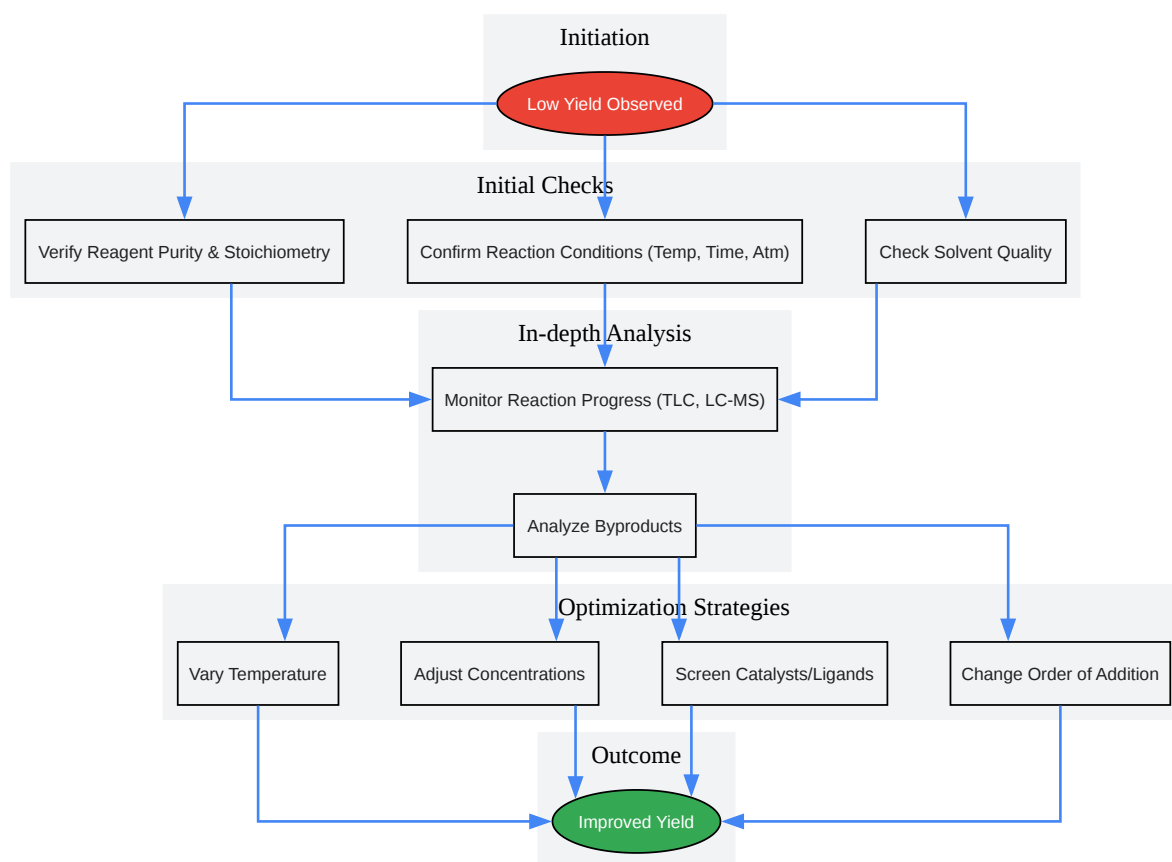 Initiation
Low Yield Observed
Initial Checks
Verify Reagent Purity & Stoichiometry
Confirm Reaction Conditions (Temp, Time, Atm)
Check Solvent Quality
In-depth Analysis
Monitor Reaction Progress (TLC, LC-MS)
Analyze Byproducts
Optimization Strategies
Vary Temperature
Adjust Concentrations
Screen Catalysts/Ligands
Change Order of Addition
Outcome
Improved Yield